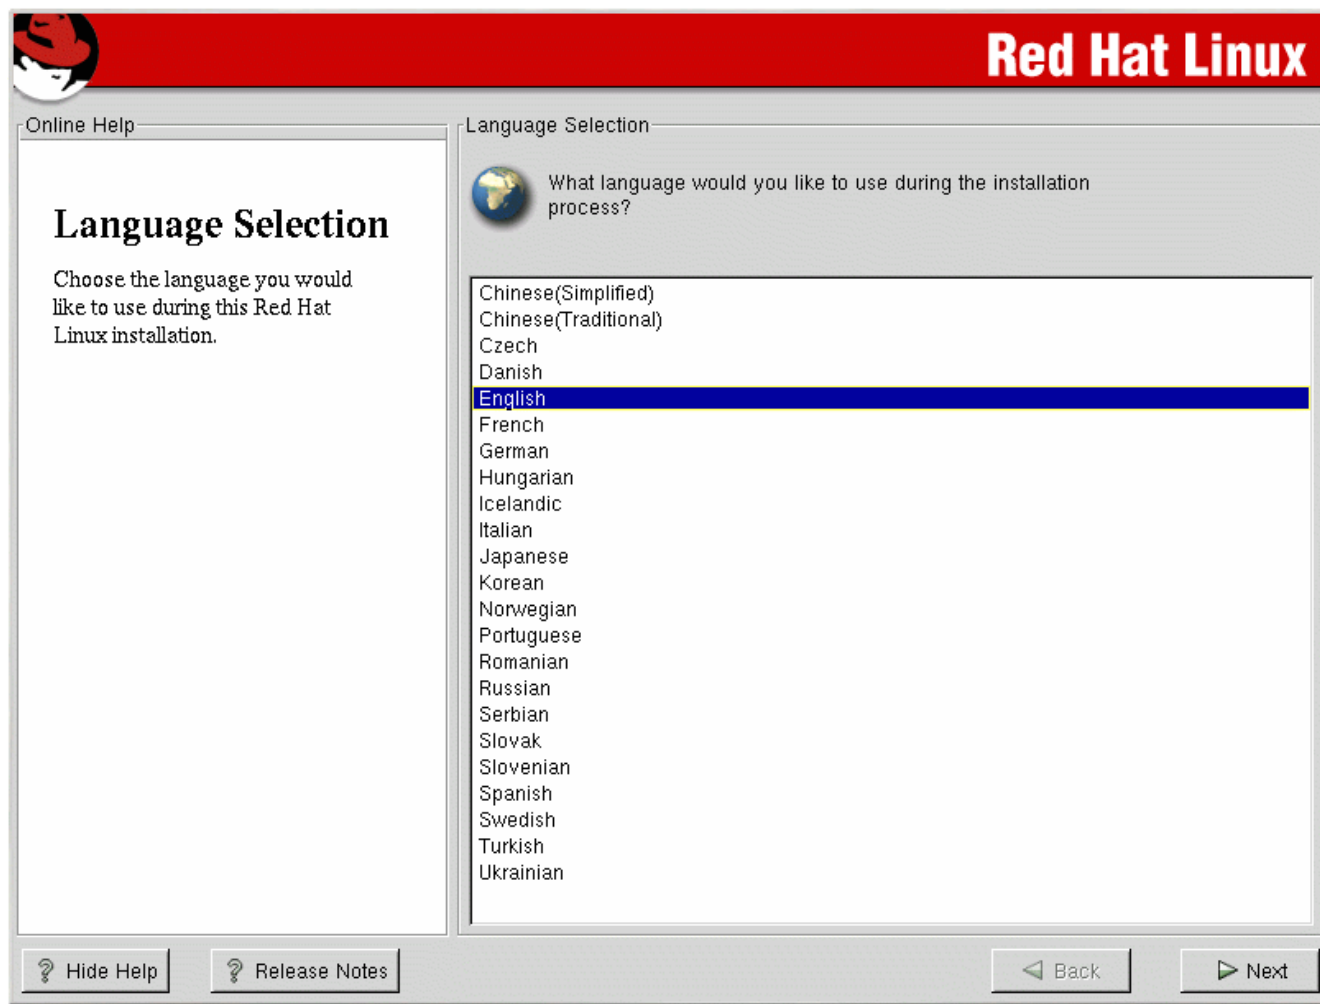 Red Hat Linux
Online Help
Language Selection
Choose the language you would
like to use during this Red Hat
Linux installation.
Language Selection
What language would you like to use during the installation
process?
Chinese(Simplified)
Chinese(Traditional)
Czech
Danish
English
French
German
Hungarian
Icelandic
Italian
Japanese
Korean
Norwegian
Portuguese
Romanian
Russian
Serbian
Slovak
Slovenian
Spanish
Swedish
Turkish
Ukrainian
? Hide Help
? Release Notes
Back
Next